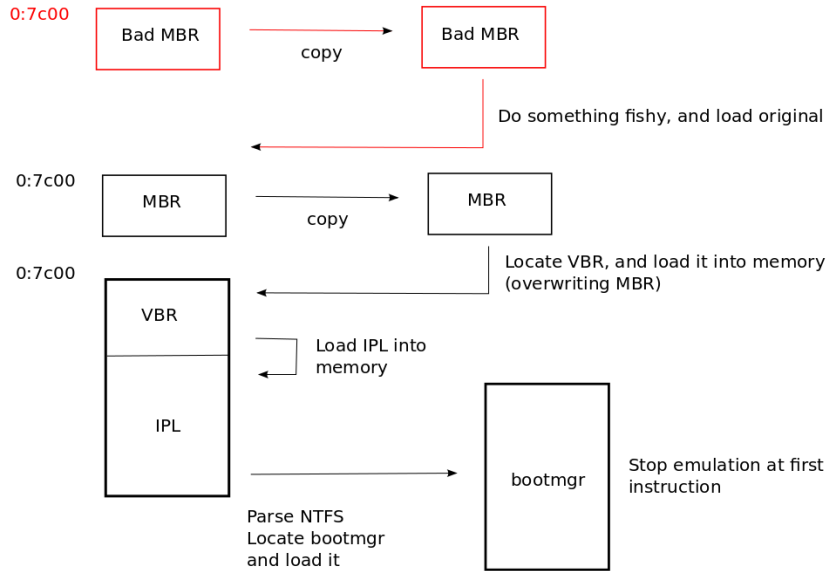 0:7c00
Bad MBR
copy
Bad MBR
Do something fishy, and load original
0:7c00
MBR
copy
MBR
0:7c00
Locate VBR, and load it into memory
(overwriting MBR)
VBR
Load IPL into
memory
IPL
bootmgr
Stop emulation at first
instruction
Parse NTFS
Locate bootmgr
and load it